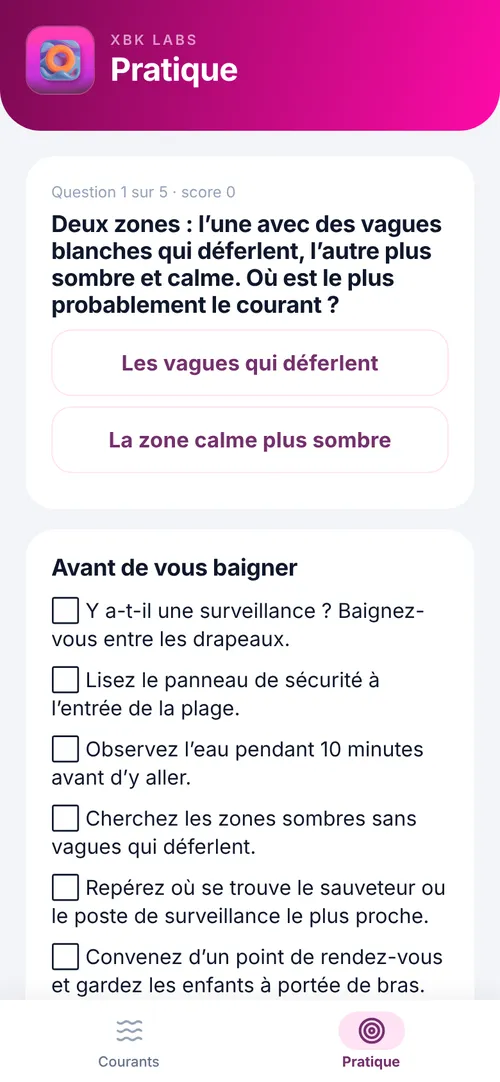 XBK LABS
Pratique
Question 1 sur 5 · score 0
Deux zones : l’une avec des vagues
blanches qui déferlent, l’autre plus
sombre et calme. Où est le plus
probablement le courant ?
Les vagues qui déferlent
La zone calme plus sombre
Avant de vous baigner
Y a-t-il une surveillance ? Baignez-
vous entre les drapeaux.
Lisez le panneau de sécurité à
l’entrée de la plage.
Observez l’eau pendant 10 minutes
avant d’y aller.
Cherchez les zones sombres sans
vagues qui déferlent.
Repérez où se trouve le sauveteur ou
le poste de surveillance le plus proche.
Convenez d’un point de rendez-vous
et gardez les enfants à portée de bras.
Courants
Pratique